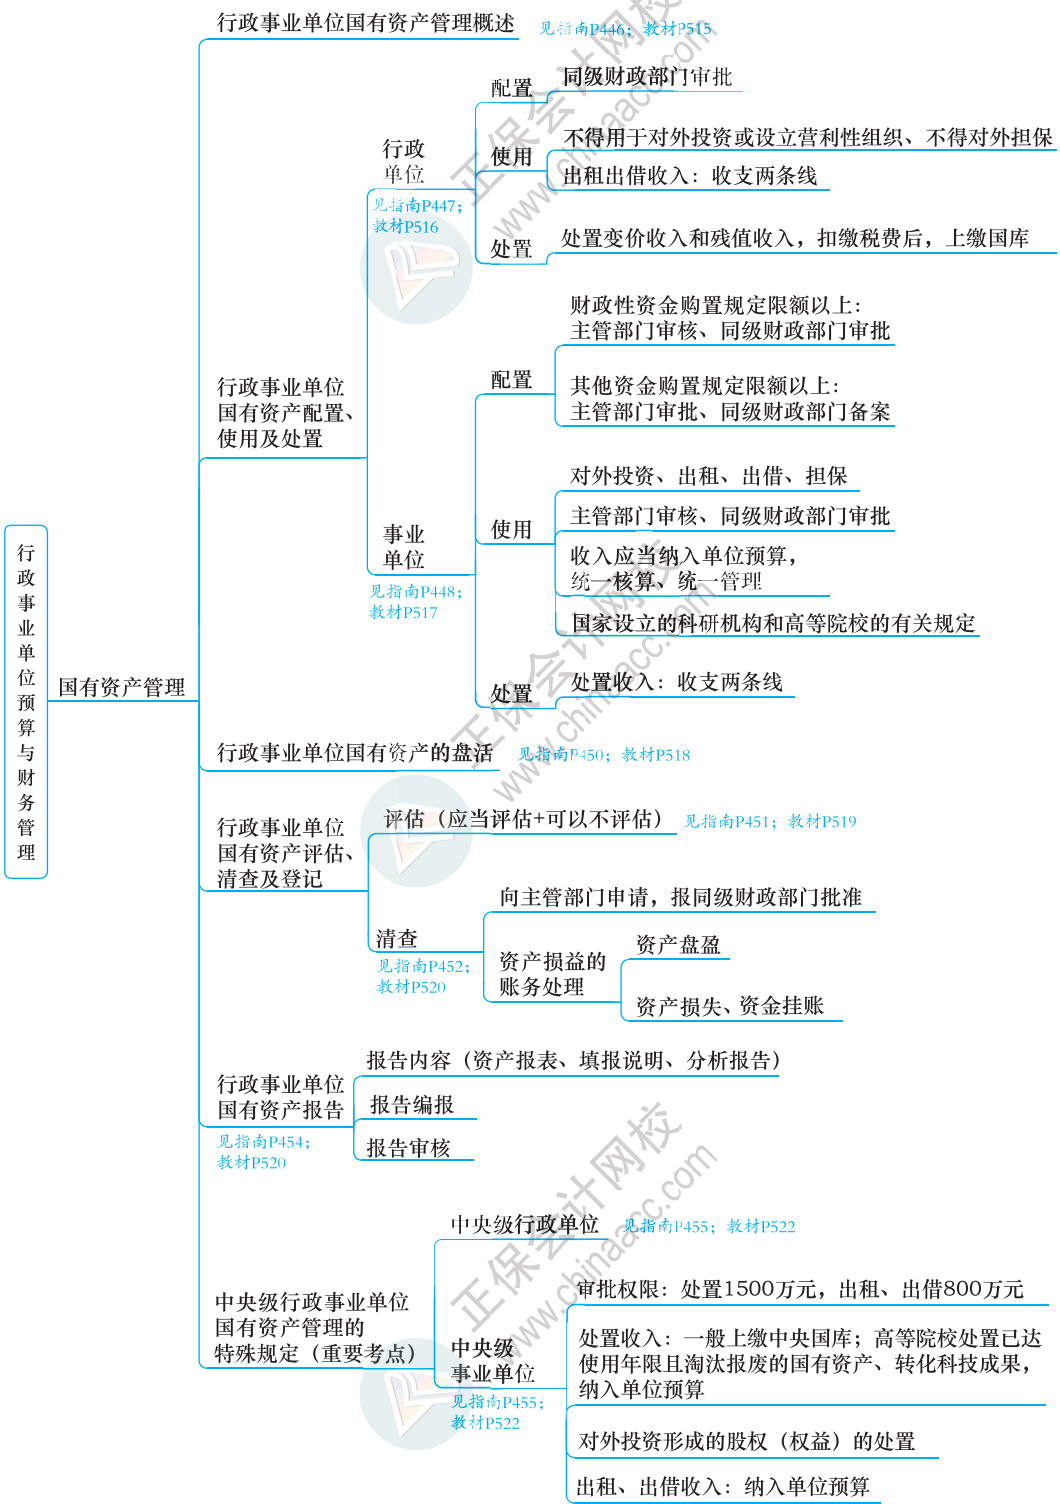 行政事业单位预算与财务管理
国有资产管理
行政事业单位国有资产管理概述
见指南P446；教材P515
行政事业单位
国有资产配置、
使用及处置
行政
单位
见指南P447；
教材P516
配置
同级财政部门审批
使用
不得用于对外投资或设立营利性组织、不得对外担保
出租出借收入：收支两条线
处置
处置变价收入和残值收入，扣缴税费后，上缴国库
事业
单位
见指南P448；
教材P517
配置
财政性资金购置规定限额以上：
主管部门审核、同级财政部门审批
其他资金购置规定限额以上：
主管部门审批、同级财政部门备案
使用
对外投资、出租、出借、担保
主管部门审核、同级财政部门审批
收入应当纳入单位预算，
统一核算、统一管理
国家设立的科研机构和高等院校的有关规定
处置
处置收入：收支两条线
行政事业单位国有资产的盘活
见指南P450；教材P518
行政事业单位
国有资产评估、
清查及登记
评估（应当评估+可以不评估）
见指南P451；教材P519
清查
见指南P452；
教材P520
向主管部门申请，报同级财政部门批准
资产损益的
账务处理
资产盘盈
资产损失、资金挂账
行政事业单位
国有资产报告
见指南P454；
教材P520
报告内容（资产报表、填报说明、分析报告）
报告编报
报告审核
中央级行政事业单位
国有资产管理的
特殊规定（重要考点）
中央级行政单位
见指南P455；教材P522
中央级
事业单位
见指南P455；
教材P522
审批权限：处置1500万元，出租、出借800万元
处置收入：一般上缴中央国库；高等院校处置已达
使用年限且淘汰报废的国有资产、转化科技成果，
纳入单位预算
对外投资形成的股权（权益）的处置
出租、出借收入：纳入单位预算
正保会计网校
www.chinaacc.com
正保会计网校
www.chinaacc.com
正保会计网校
www.chinaacc.com